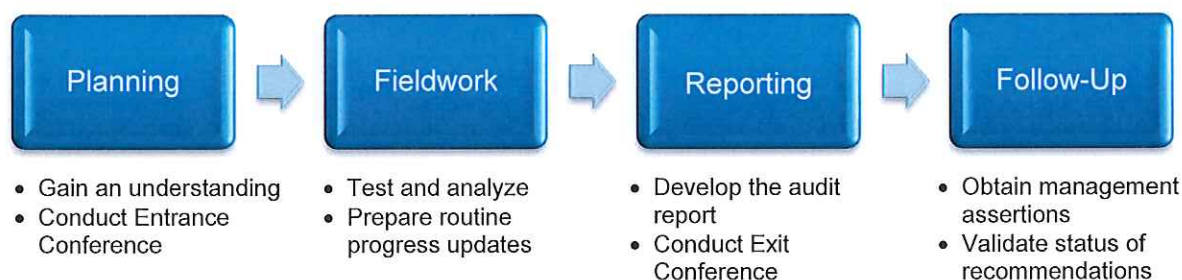 Planning
Fieldwork
Reporting
Follow-Up
• Gain an understanding
• Conduct Entrance
Conference
• Test and analyze
• Prepare routine
progress updates
• Develop the audit
report
• Conduct Exit
Conference
• Obtain management
assertions
• Validate status of
recommendations